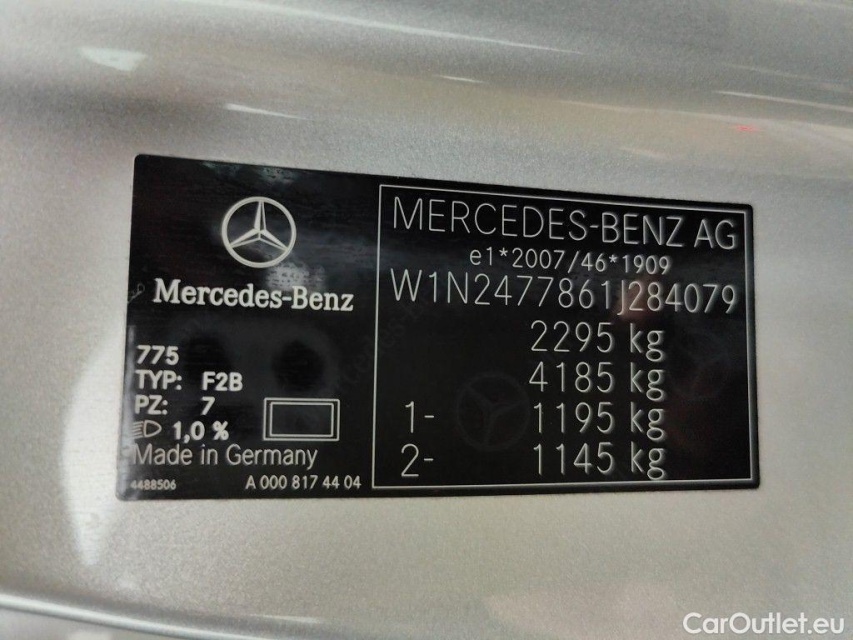 Mercedes-Benz
775
TYP: F2B
PZ: 7
1,0 %
Made in Germany
4488506 A 000 817 44 04
MERCEDES-BENZ AG
e1*2007/46*1909
W1N2477861J284079
2295 kg
4185 kg
1- 1195 kg
2- 1145 kg
CarOutlet.eu